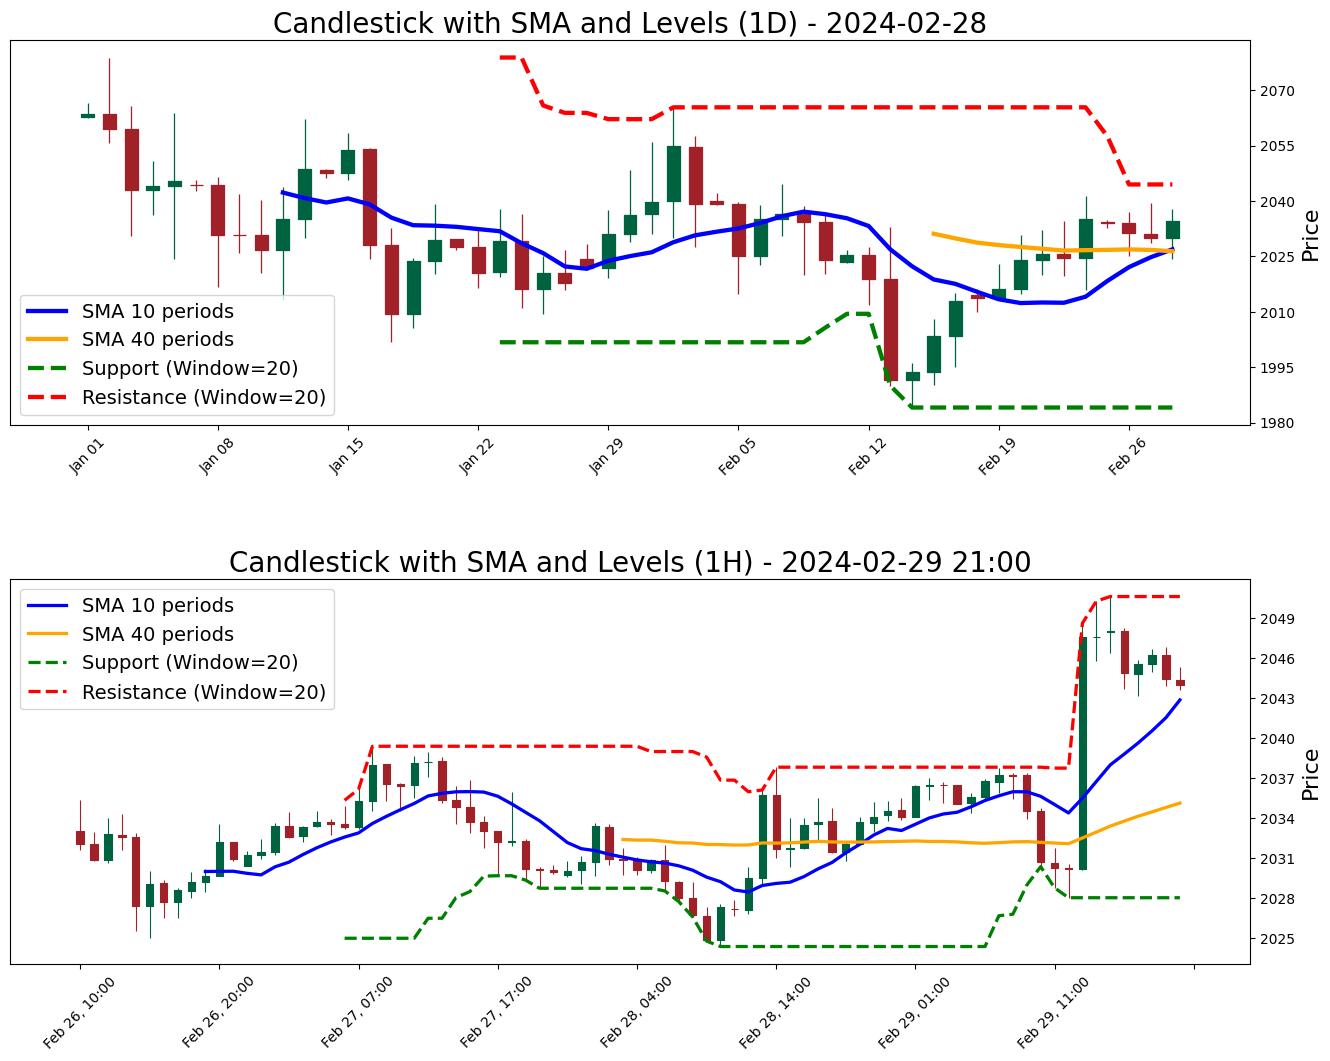 Candlestick with SMA and Levels (1D) - 2024-02-28
SMA 10 periods
SMA 40 periods
Support (Window=20)
Resistance (Window=20)
2070
2055
2040
2025
2010
1995
1980
Price
Jan 01
Jan 08
Jan 15
Jan 22
Jan 29
Feb 05
Feb 12
Feb 19
Feb 26
Candlestick with SMA and Levels (1H) - 2024-02-29 21:00
SMA 10 periods
SMA 40 periods
Support (Window=20)
Resistance (Window=20)
2049
2046
2043
2040
2037
2034
2031
2028
2025
Price
Feb 26, 10:00
Feb 26, 20:00
Feb 27, 07:00
Feb 27, 17:00
Feb 28, 04:00
Feb 28, 14:00
Feb 29, 01:00
Feb 29, 11:00